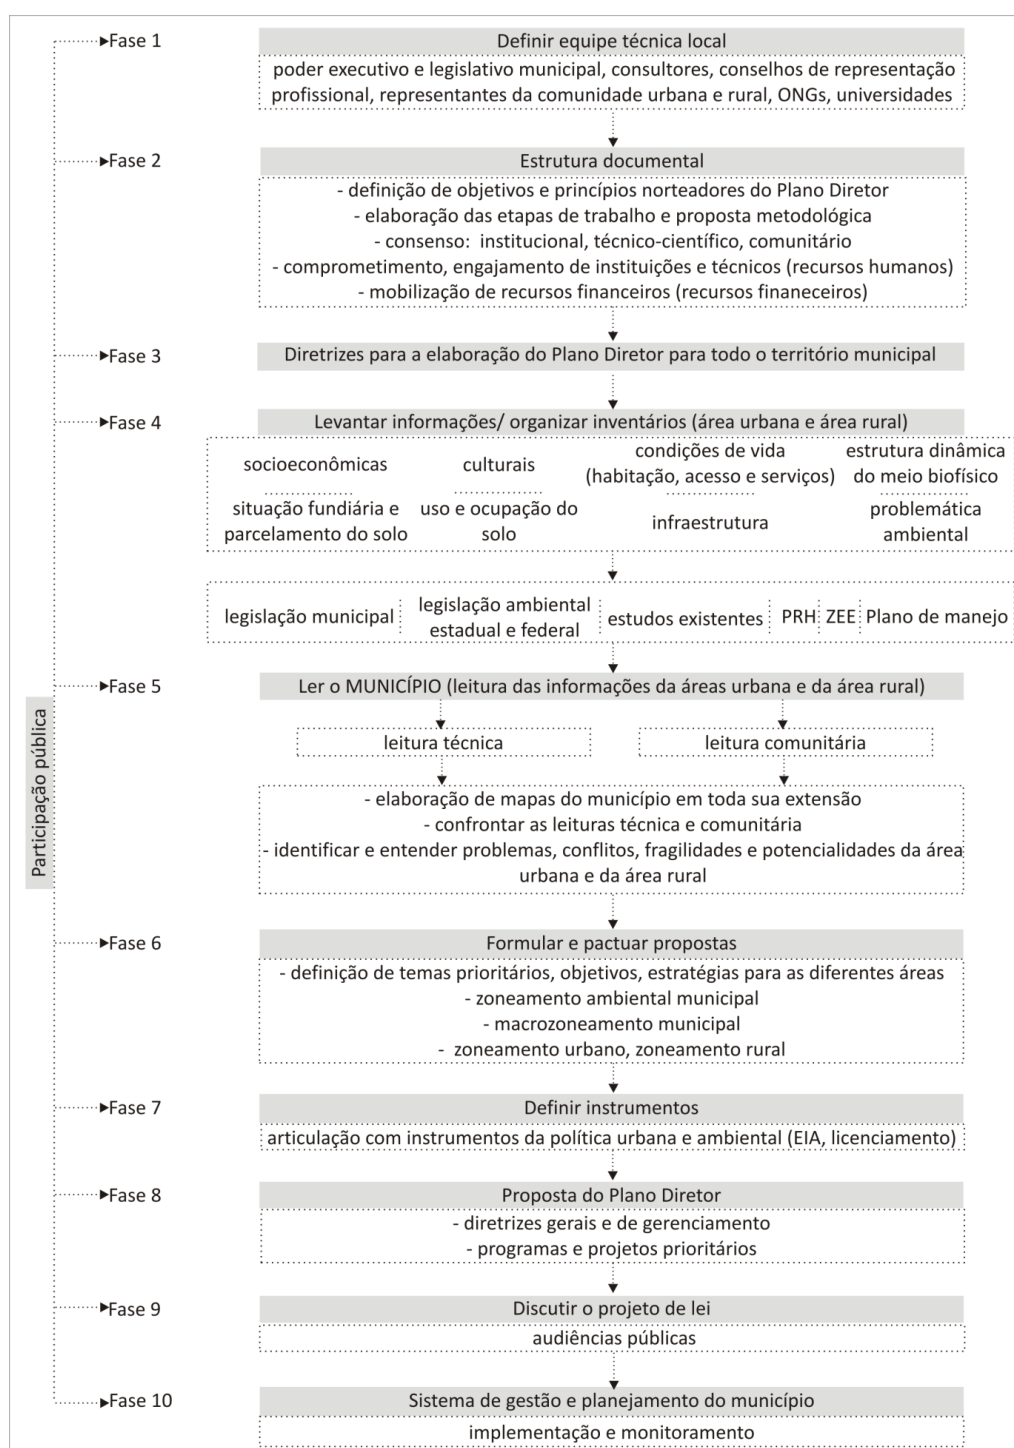 Participação pública
Fase 1
Definir equipe técnica local
poder executivo e legislativo municipal, consultores, conselhos de representação
profissional, representantes da comunidade urbana e rural, ONGs, universidades
Fase 2
Estrutura documental
- definição de objetivos e princípios norteadores do Plano Diretor
- elaboração das etapas de trabalho e proposta metodológica
- consenso: institucional, técnico-científico, comunitário
- comprometimento, engajamento de instituições e técnicos (recursos humanos)
- mobilização de recursos financeiros (recursos finaneceiros)
Fase 3
Diretrizes para a elaboração do Plano Diretor para todo o território municipal
Fase 4
Levantar informações/ organizar inventários (área urbana e área rural)
socioeconômicas
culturais
condições de vida
(habitação, acesso e serviços)
estrutura dinâmica
do meio biofísico
situação fundiária e
parcelamento do solo
uso e ocupação do
solo
infraestrutura
problemática
ambiental
legislação municipal
legislação ambiental
estadual e federal
estudos existentes
PRH
ZEE
Plano de manejo
Fase 5
Ler o MUNICÍPIO (leitura das informações da áreas urbana e da área rural)
leitura técnica
leitura comunitária
- elaboração de mapas do município em toda sua extensão
- confrontar as leituras técnica e comunitária
- identificar e entender problemas, conflitos, fragilidades e potencialidades da área
urbana e da área rural
Fase 6
Formular e pactuar propostas
- definição de temas prioritários, objetivos, estratégias para as diferentes áreas
- zoneamento ambiental municipal
- macrozoneamento municipal
- zoneamento urbano, zoneamento rural
Fase 7
Definir instrumentos
articulação com instrumentos da política urbana e ambiental (EIA, licenciamento)
Fase 8
Proposta do Plano Diretor
- diretrizes gerais e de gerenciamento
- programas e projetos prioritários
Fase 9
Discutir o projeto de lei
audiências públicas
Fase 10
Sistema de gestão e planejamento do município
implementação e monitoramento